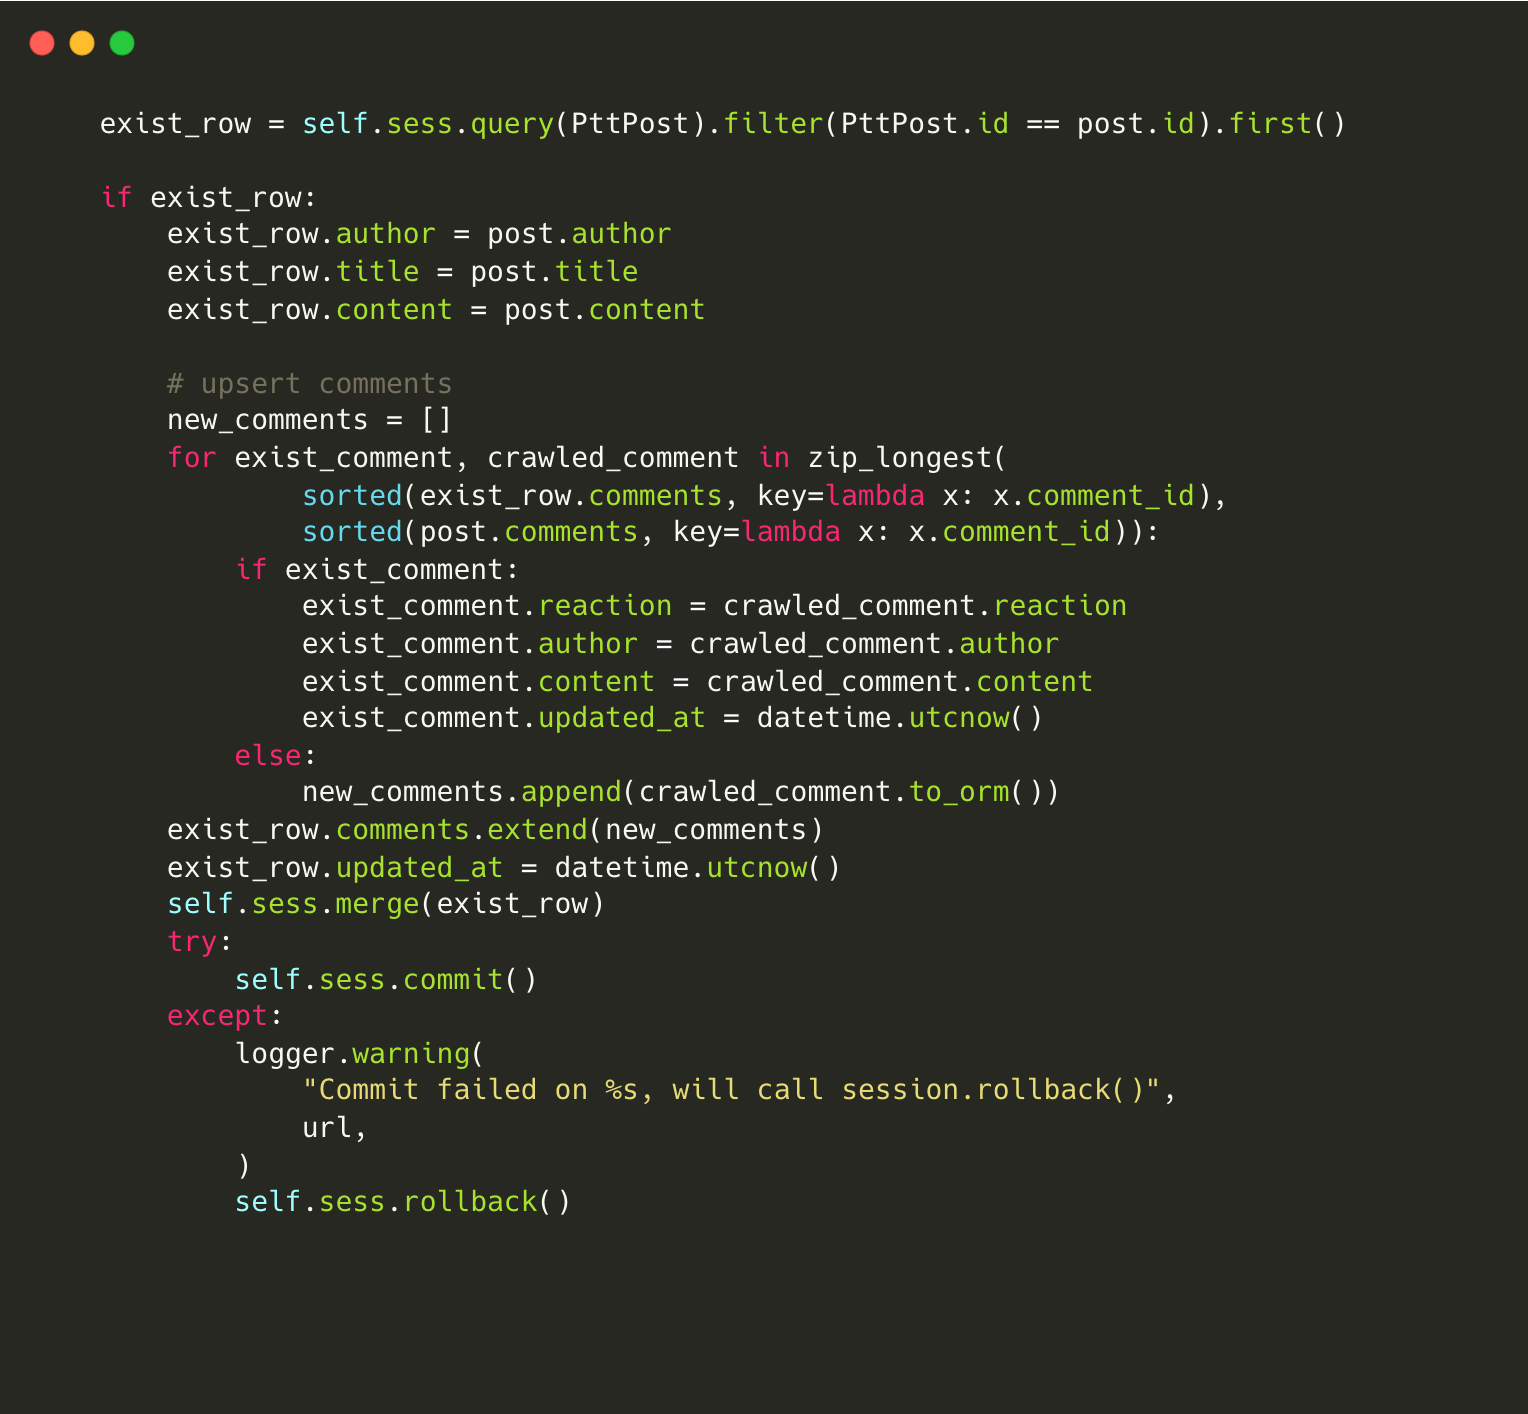 exist_row = self.sess.query(PttPost).filter(PttPost.id == post.id).first()

if exist_row:
    exist_row.author = post.author
    exist_row.title = post.title
    exist_row.content = post.content

    # upsert comments
    new_comments = []
    for exist_comment, crawled_comment in zip_longest(
            sorted(exist_row.comments, key=lambda x: x.comment_id),
            sorted(post.comments, key=lambda x: x.comment_id)):
        if exist_comment:
            exist_comment.reaction = crawled_comment.reaction
            exist_comment.author = crawled_comment.author
            exist_comment.content = crawled_comment.content
            exist_comment.updated_at = datetime.utcnow()
        else:
            new_comments.append(crawled_comment.to_orm())
    exist_row.comments.extend(new_comments)
    exist_row.updated_at = datetime.utcnow()
    self.sess.merge(exist_row)
    try:
        self.sess.commit()
    except:
        logger.warning(
            "Commit failed on %s, will call session.rollback()",
            url,
        )
        self.sess.rollback()